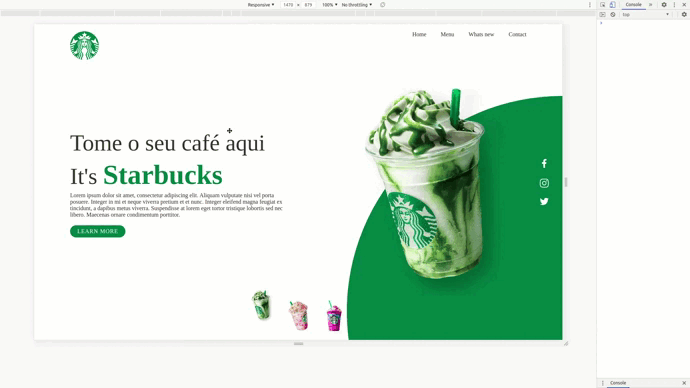 Responsive ▾ 1470 × 879 100% ▾ No throttling ▾
Console
top
Home Menu Whats new Contact
Tome o seu café aqui
It's Starbucks
Lorem ipsum dolor sit amet, consectetur adipiscing elit. Aliquam vulputate nisi vel porta
posuere. Integer in mi et neque viverra pretium et et nunc. Integer eleifend magna feugiat ex
tincidunt, a dapibus metus viverra. Suspendisse at lorem eget tortor tristique lobortis sed nec
libero. Maecenas ornare condimentum porttitor.
LEARN MORE
Console